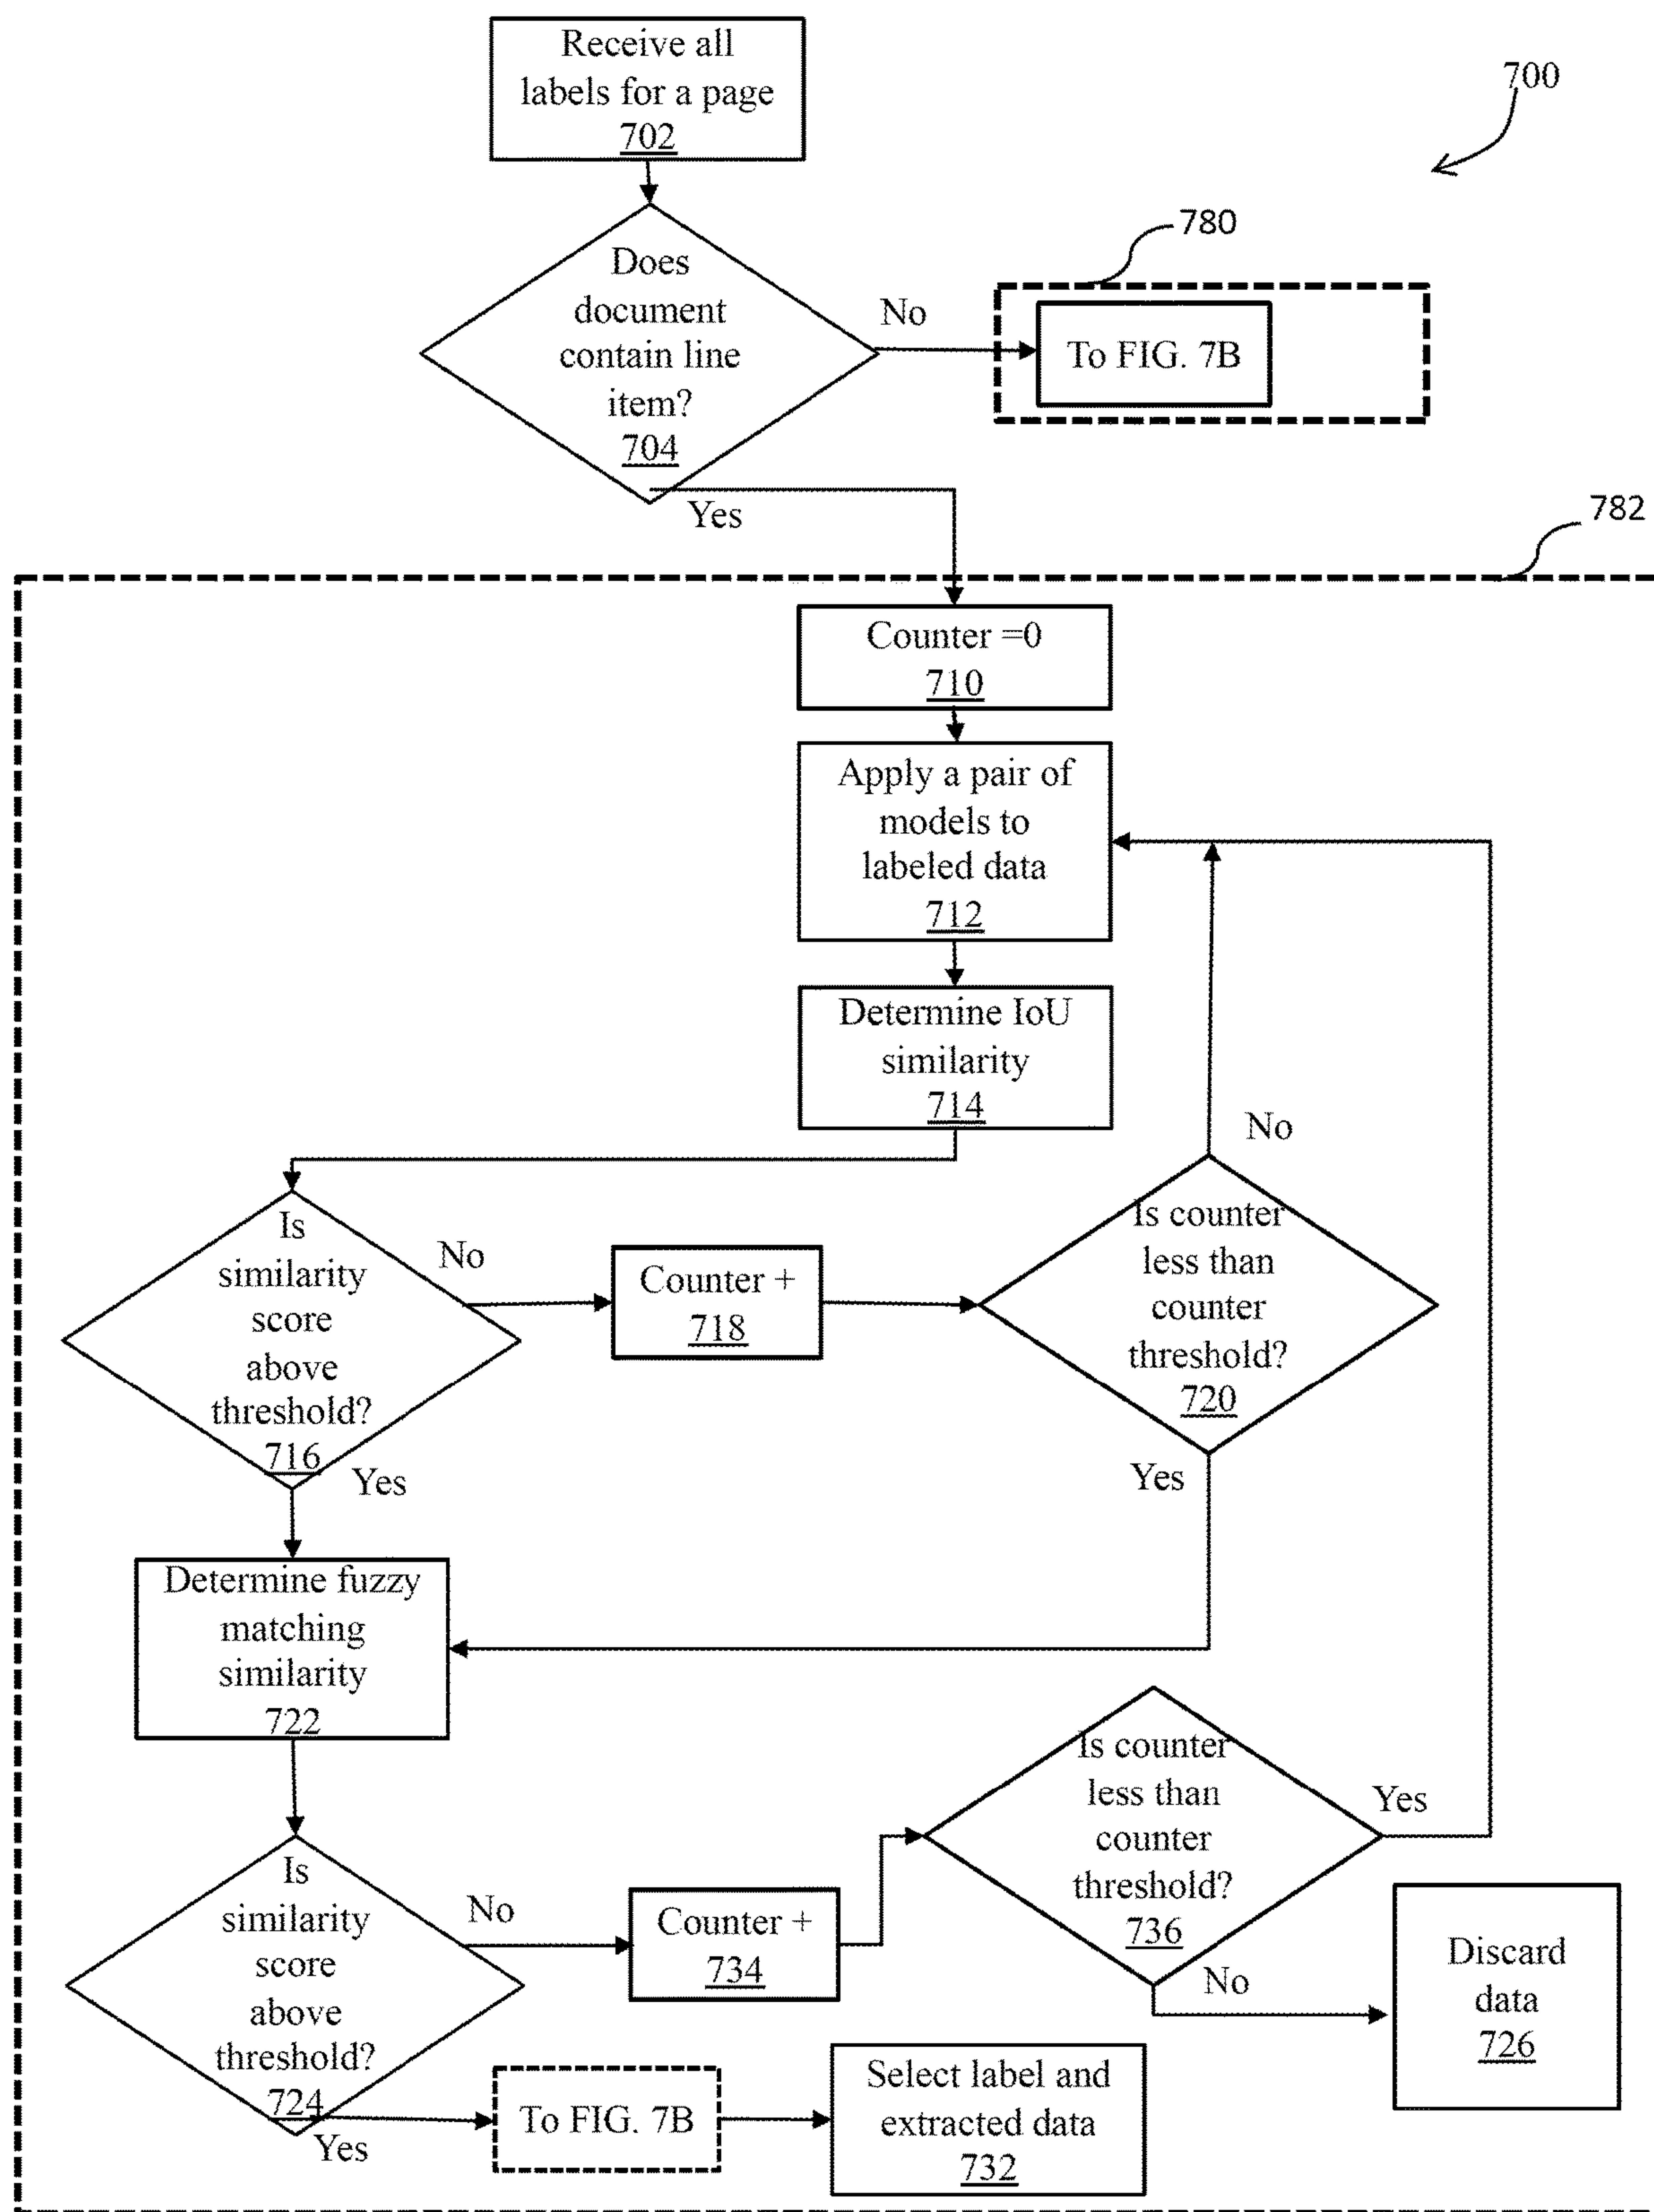 Receive all
labels for a page
702
700
780
Does
document
contain line
item?
704
No
To FIG. 7B
Yes
782
Counter =0
710
Apply a pair of
models to
labeled data
712
Determine IoU
similarity
714
No
Is
similarity
score
above
threshold?
716
No
Counter +
718
Is counter
less than
counter
threshold?
720
Yes
Yes
Determine fuzzy
matching
similarity
722
Is counter
less than
counter
threshold?
736
Yes
Is
similarity
score
above
threshold?
724
No
Counter +
734
No
Discard
data
726
Yes
To FIG. 7B
Select label and
extracted data
732